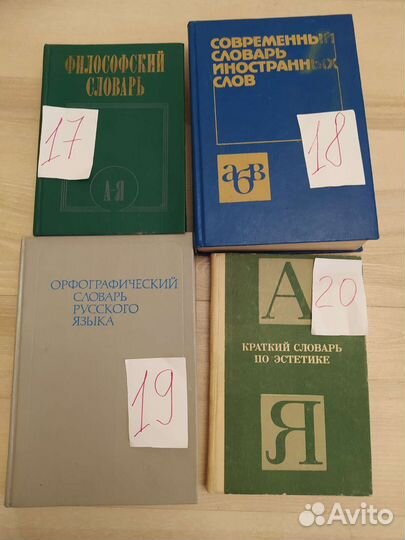 ФИЛОСОФСКИЙ
СЛОВАРЬ
17
А-Я
СОВРЕМЕННЫЙ
СЛОВАРЬ
ИНОСТРАННЫХ
СЛОВ
18
абв
ОРФОГРАФИЧЕСКИЙ
СЛОВАРЬ
РУССКОГО
ЯЗЫКА
19
А
20
КРАТКИЙ СЛОВАРЬ
ПО ЭСТЕТИКЕ
Я
Avito